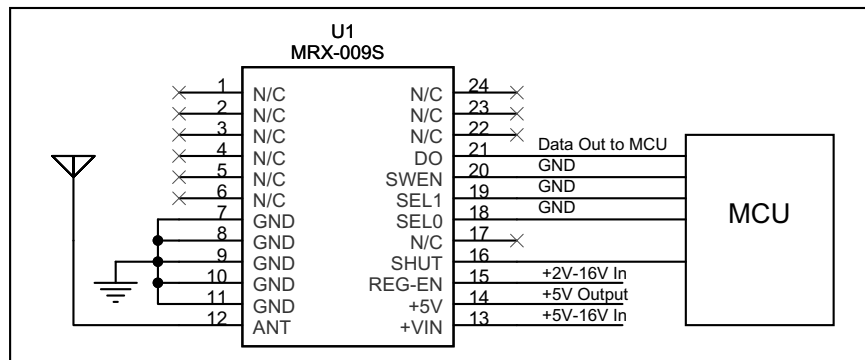 U1
MRX-009S
1 N/C N/C 24
2 N/C N/C 23
3 N/C N/C 22
4 N/C DO 21 Data Out to MCU
5 N/C SWEN 20 GND
6 N/C SEL1 19 GND
7 GND SEL0 18 GND
8 GND N/C 17
9 GND SHUT 16
10 GND REG-EN 15 +2V-16V In
11 GND +5V 14 +5V Output
12 ANT +VIN 13 +5V-16V In
MCU